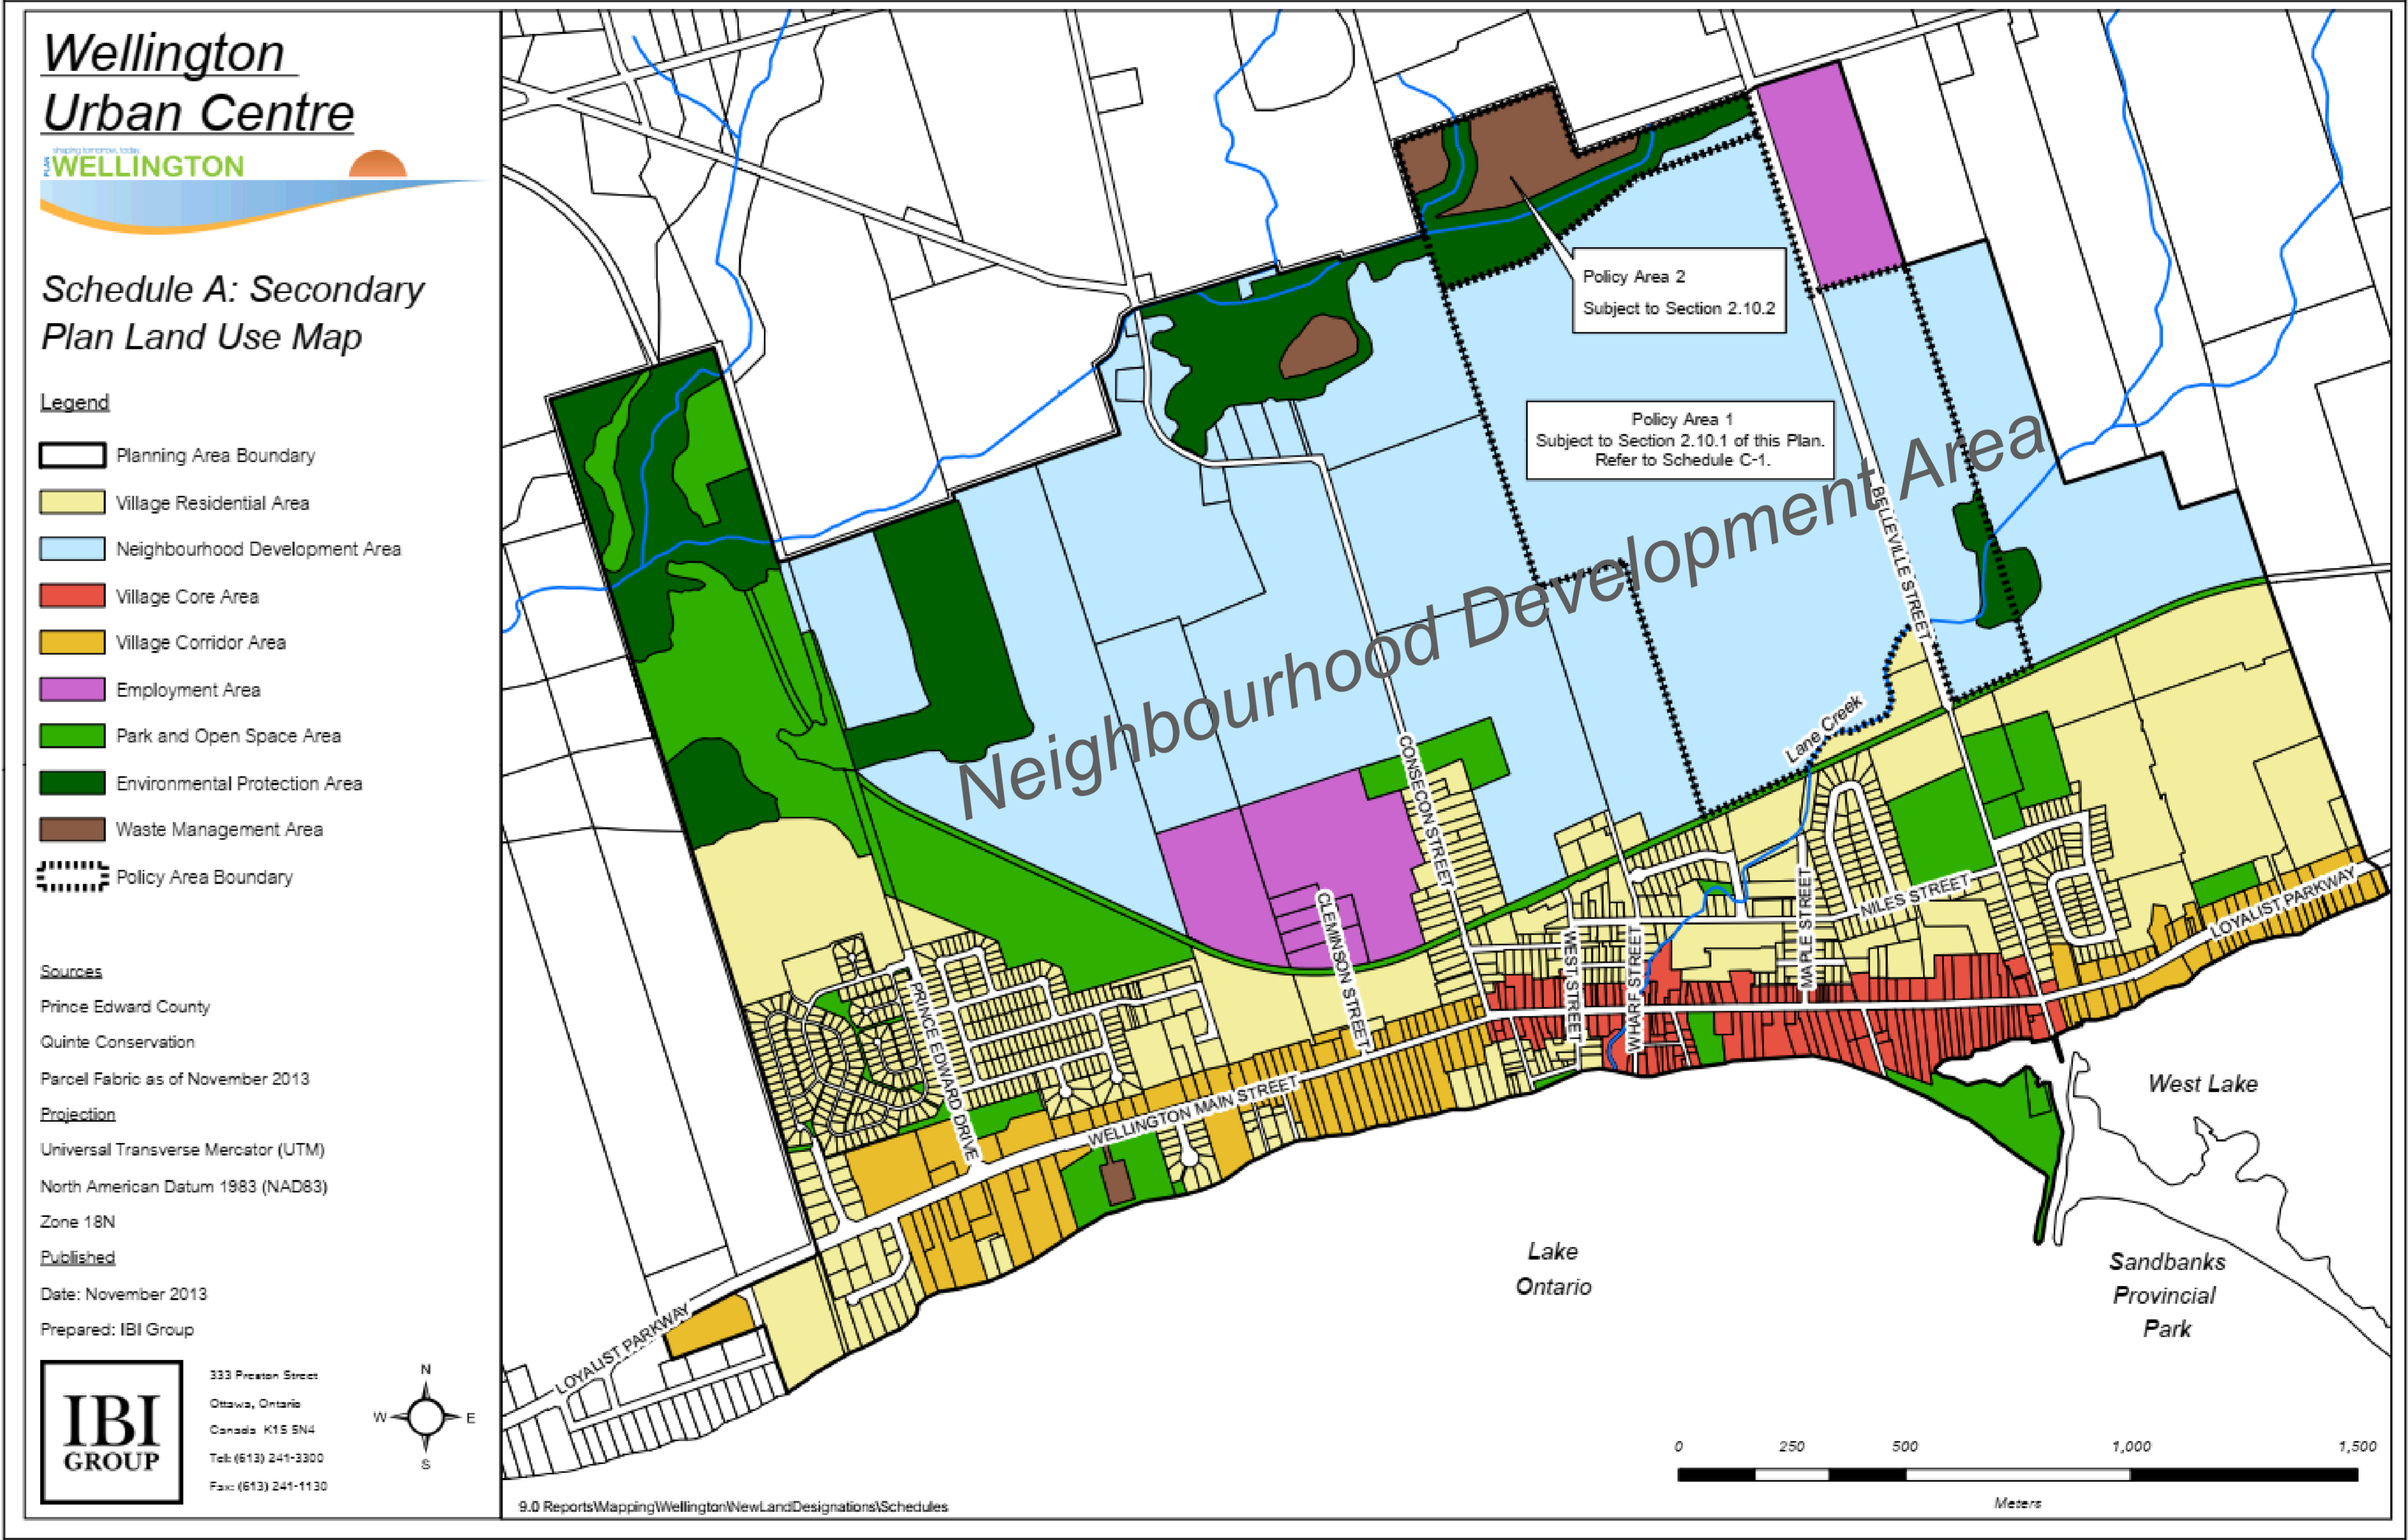 Wellington
Urban Centre
shaping tomorrow, today.
PLAN WELLINGTON
Schedule A: Secondary
Plan Land Use Map
Legend
Planning Area Boundary
Village Residential Area
Neighbourhood Development Area
Village Core Area
Village Corridor Area
Employment Area
Park and Open Space Area
Environmental Protection Area
Waste Management Area
Policy Area Boundary
Sources
Prince Edward County
Quinte Conservation
Parcel Fabric as of November 2013
Projection
Universal Transverse Mercator (UTM)
North American Datum 1983 (NAD83)
Zone 18N
Published
Date: November 2013
Prepared: IBI Group
IBI
GROUP
333 Preston Street
Ottawa, Ontario
Canada K1S 5N4
Tel: (613) 241-3300
Fax: (613) 241-1130
N
W E
S
Policy Area 2
Subject to Section 2.10.2
Policy Area 1
Subject to Section 2.10.1 of this Plan.
Refer to Schedule C-1.
Neighbourhood Development Area
BELLEVILLE STREET
Lane Creek
CONSECON STREET
CLEMINSON STREET
WEST STREET
WHARF STREET
MAPLE STREET
NILES STREET
LOYALIST PARKWAY
PRINCE EDWARD DRIVE
WELLINGTON MAIN STREET
LOYALIST PARKWAY
West Lake
Lake
Ontario
Sandbanks
Provincial
Park
0 250 500 1,000 1,500
Meters
9.0 Reports\Mapping\Wellington\NewLandDesignations\Schedules